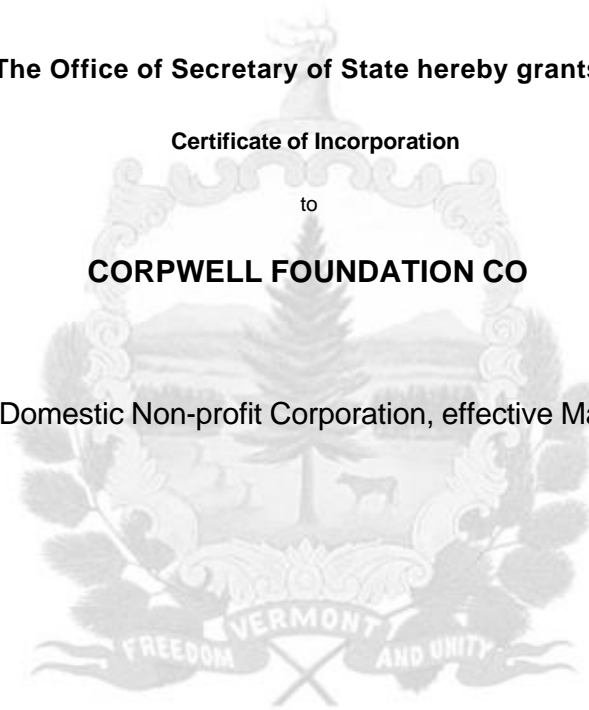 The Office of Secretary of State hereby grants
Certificate of Incorporation
to
CORPWELL FOUNDATION CO
Domestic Non-profit Corporation, effective Ma
VERMONT
FREEDOM AND UNITY